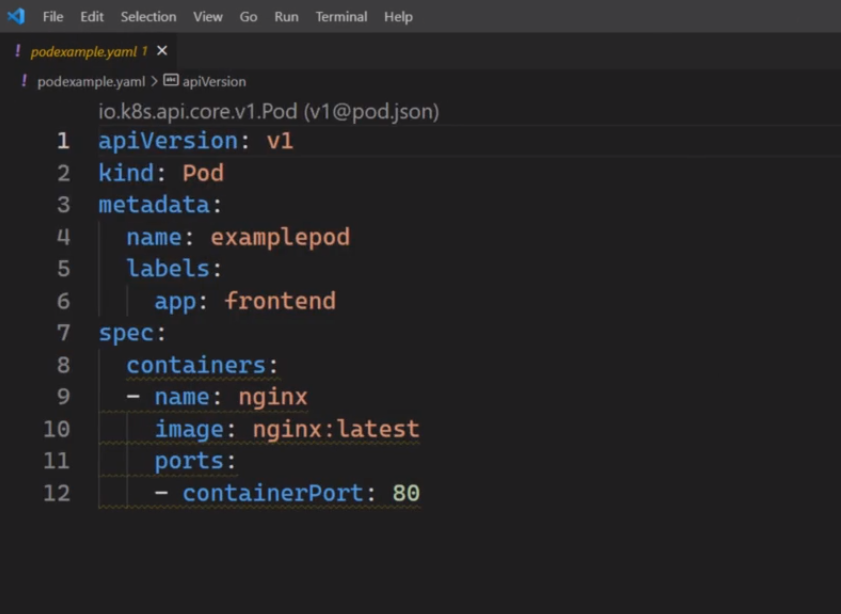 File Edit Selection View Go Run Terminal Help
! podexample.yaml 1 ✕
! podexample.yaml > abc apiVersion
io.k8s.api.core.v1.Pod (v1@pod.json)
1 apiVersion: v1
2 kind: Pod
3 metadata:
4   name: examplepod
5   labels:
6     app: frontend
7 spec:
8   containers:
9   - name: nginx
10     image: nginx:latest
11     ports:
12     - containerPort: 80